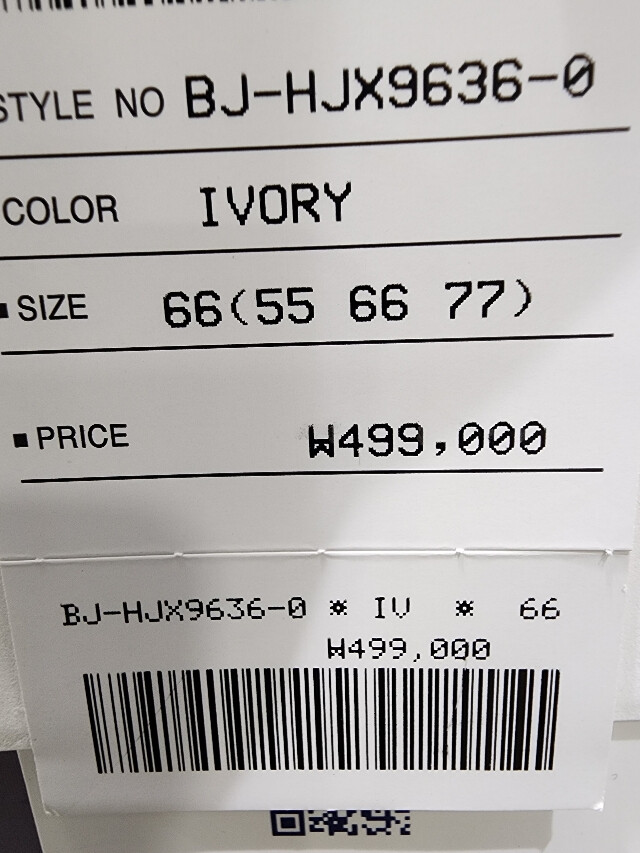 STYLE NO BJ-HJX9636-0
COLOR IVORY
■ SIZE 66(55 66 77)
■ PRICE ₩499,000
BJ-HJX9636-0 * IV * 66
₩499,000